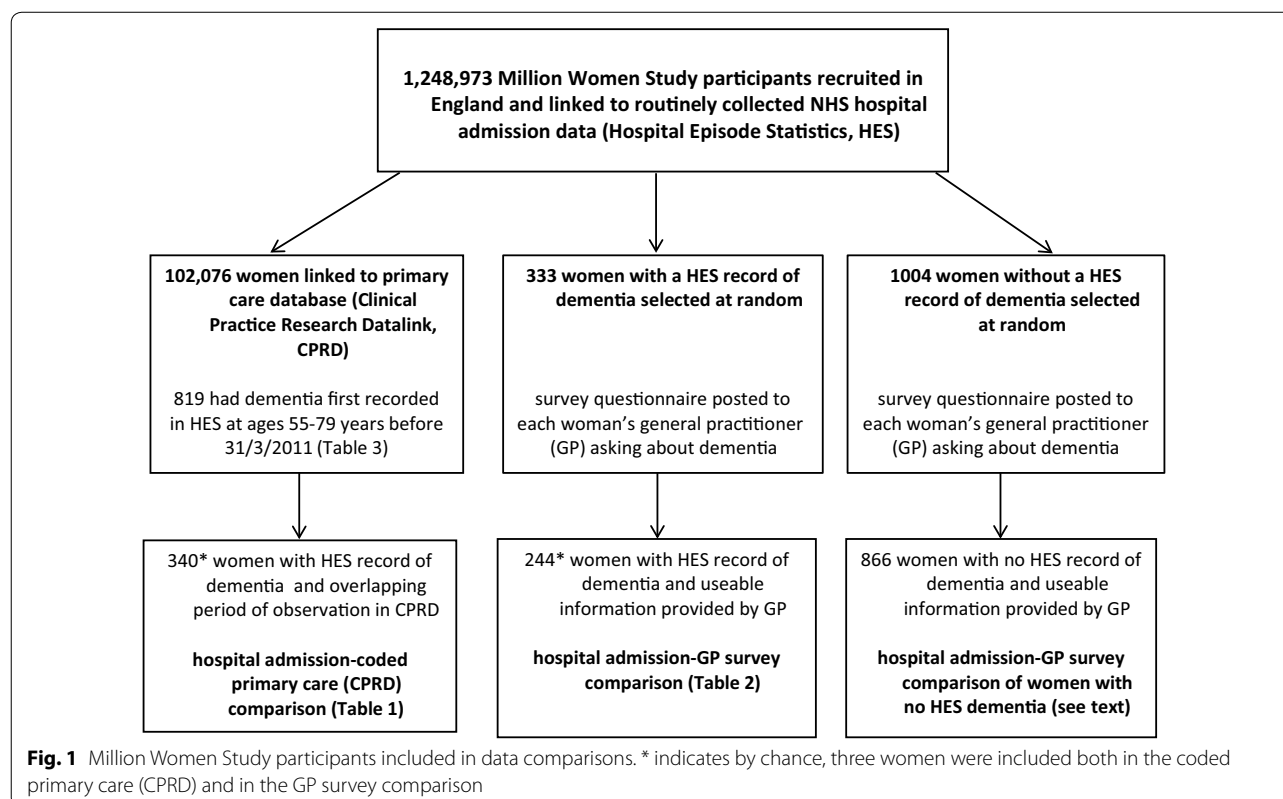 1,248,973 Million Women Study participants recruited in
England and linked to routinely collected NHS hospital
admission data (Hospital Episode Statistics, HES)
102,076 women linked to primary
care database (Clinical
Practice Research Datalink,
CPRD)
819 had dementia first recorded
in HES at ages 55-79 years before
31/3/2011 (Table 3)
333 women with a HES record of
dementia selected at random
survey questionnaire posted to
each woman's general practitioner
(GP) asking about dementia
1004 women without a HES
record of dementia selected
at random
survey questionnaire posted to
each woman's general practitioner
(GP) asking about dementia
340* women with HES record of
dementia and overlapping
period of observation in CPRD
hospital admission-coded
primary care (CPRD)
comparison (Table 1)
244* women with HES record of
dementia and useable
information provided by GP
hospital admission-GP survey
comparison (Table 2)
866 women with no HES record of
dementia and useable
information provided by GP
hospital admission-GP survey
comparison of women with
no HES dementia (see text)
Fig. 1 Million Women Study participants included in data comparisons. * indicates by chance, three women were included both in the coded
primary care (CPRD) and in the GP survey comparison